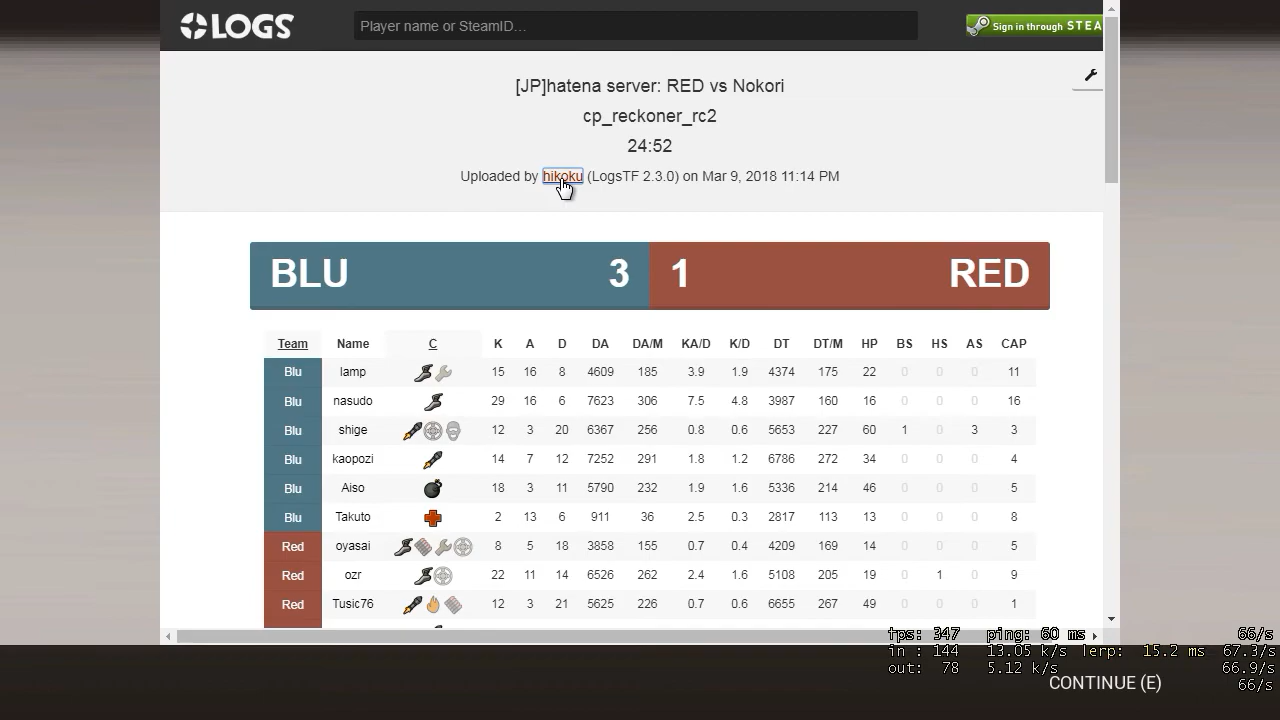 LOGS
Player name or SteamID...
Sign in through STEA
[JP]hatena server: RED vs Nokori
cp_reckoner_rc2
24:52
Uploaded by hikoku (LogsTF 2.3.0) on Mar 9, 2018 11:14 PM
BLU 3 1 RED
Team Name C K A D DA DA/M KA/D K/D DT DT/M HP BS HS AS CAP
Blu lamp 15 16 8 4609 185 3.9 1.9 4374 175 22 0 0 0 11
Blu nasudo 29 16 6 7623 306 7.5 4.8 3987 160 16 0 0 0 16
Blu shige 12 3 20 6367 256 0.8 0.6 5653 227 60 1 0 3 3
Blu kaopozi 14 7 12 7252 291 1.8 1.2 6786 272 34 0 0 0 4
Blu Aiso 18 3 11 5790 232 1.9 1.6 5336 214 46 0 0 0 5
Blu Takuto 2 13 6 911 36 2.5 0.3 2817 113 13 0 0 0 8
Red oyasai 8 5 18 3858 155 0.7 0.4 4209 169 14 0 0 0 5
Red ozr 22 11 14 6526 262 2.4 1.6 5108 205 19 0 1 0 9
Red Tusic76 12 3 21 5625 226 0.7 0.6 6655 267 49 0 0 0 1
fps: 347 ping: 60 ms 66/s
in : 144 13.05 k/s lerp: 15.2 ms 67.3/s
out: 78 5.12 k/s 66.9/s
66/s
CONTINUE (E)